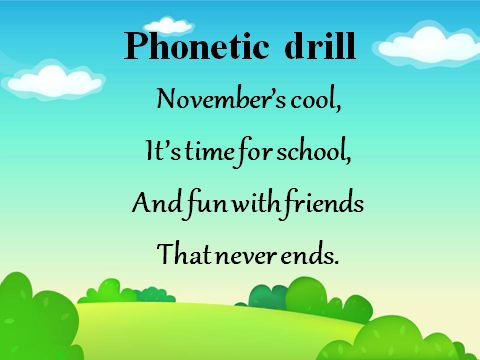 Phonetic drill
November's cool,
It's time for school,
And fun with friends
That never ends.